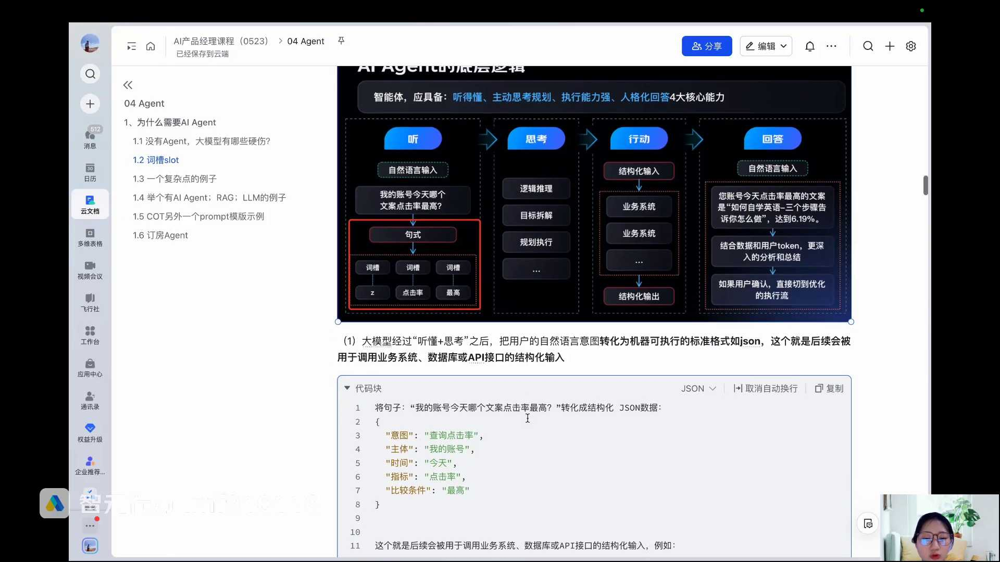 AI产品经理课程（0523）
04 Agent
已经保存到云端
分享
编辑
512
消息
30
日历
云文档
多维表格
视频会议
飞行社
工作台
应用中心
通讯录
权益升级
企业推荐...
04 Agent
1、为什么需要AI Agent
1.1 没有Agent，大模型有哪些硬伤?
1.2 词槽slot
1.3 一个复杂点的例子
1.4 举个有AI Agent；RAG；LLM的例子
1.5 COT另外一个prompt模版示例
1.6 订房Agent
AI Agent的底层逻辑
智能体，应具备：听得懂、主动思考规划、执行能力强、人格化回答4大核心能力
听
自然语言输入
我的账号今天哪个
文案点击率最高？
句式
词槽 词槽 词槽
z 点击率 最高
思考
逻辑推理
目标拆解
规划执行
...
行动
结构化输入
业务系统
业务系统
...
结构化输出
回答
自然语言输入
您账号今天点击率最高的文案
是“如何自学英语-三个步骤告
诉你怎么做”，达到6.19%。
结合数据和用户token，更深
入的分析和总结
如果用户确认，直接切到优化
的执行流
（1）大模型经过“听懂+思考”之后，把用户的自然语言意图转化为机器可执行的标准格式如json，这个就是后续会被
用于调用业务系统、数据库或API接口的结构化输入
代码块
JSON
取消自动换行
复制
1 将句子：“我的账号今天哪个文案点击率最高？”转化成结构化 JSON数据：
2 {
3 "意图": "查询点击率",
4 "主体": "我的账号",
5 "时间": "今天",
6 "指标": "点击率",
7 "比较条件": "最高"
8 }
9
10
11 这个就是后续会被用于调用业务系统、数据库或API接口的结构化输入，例如：